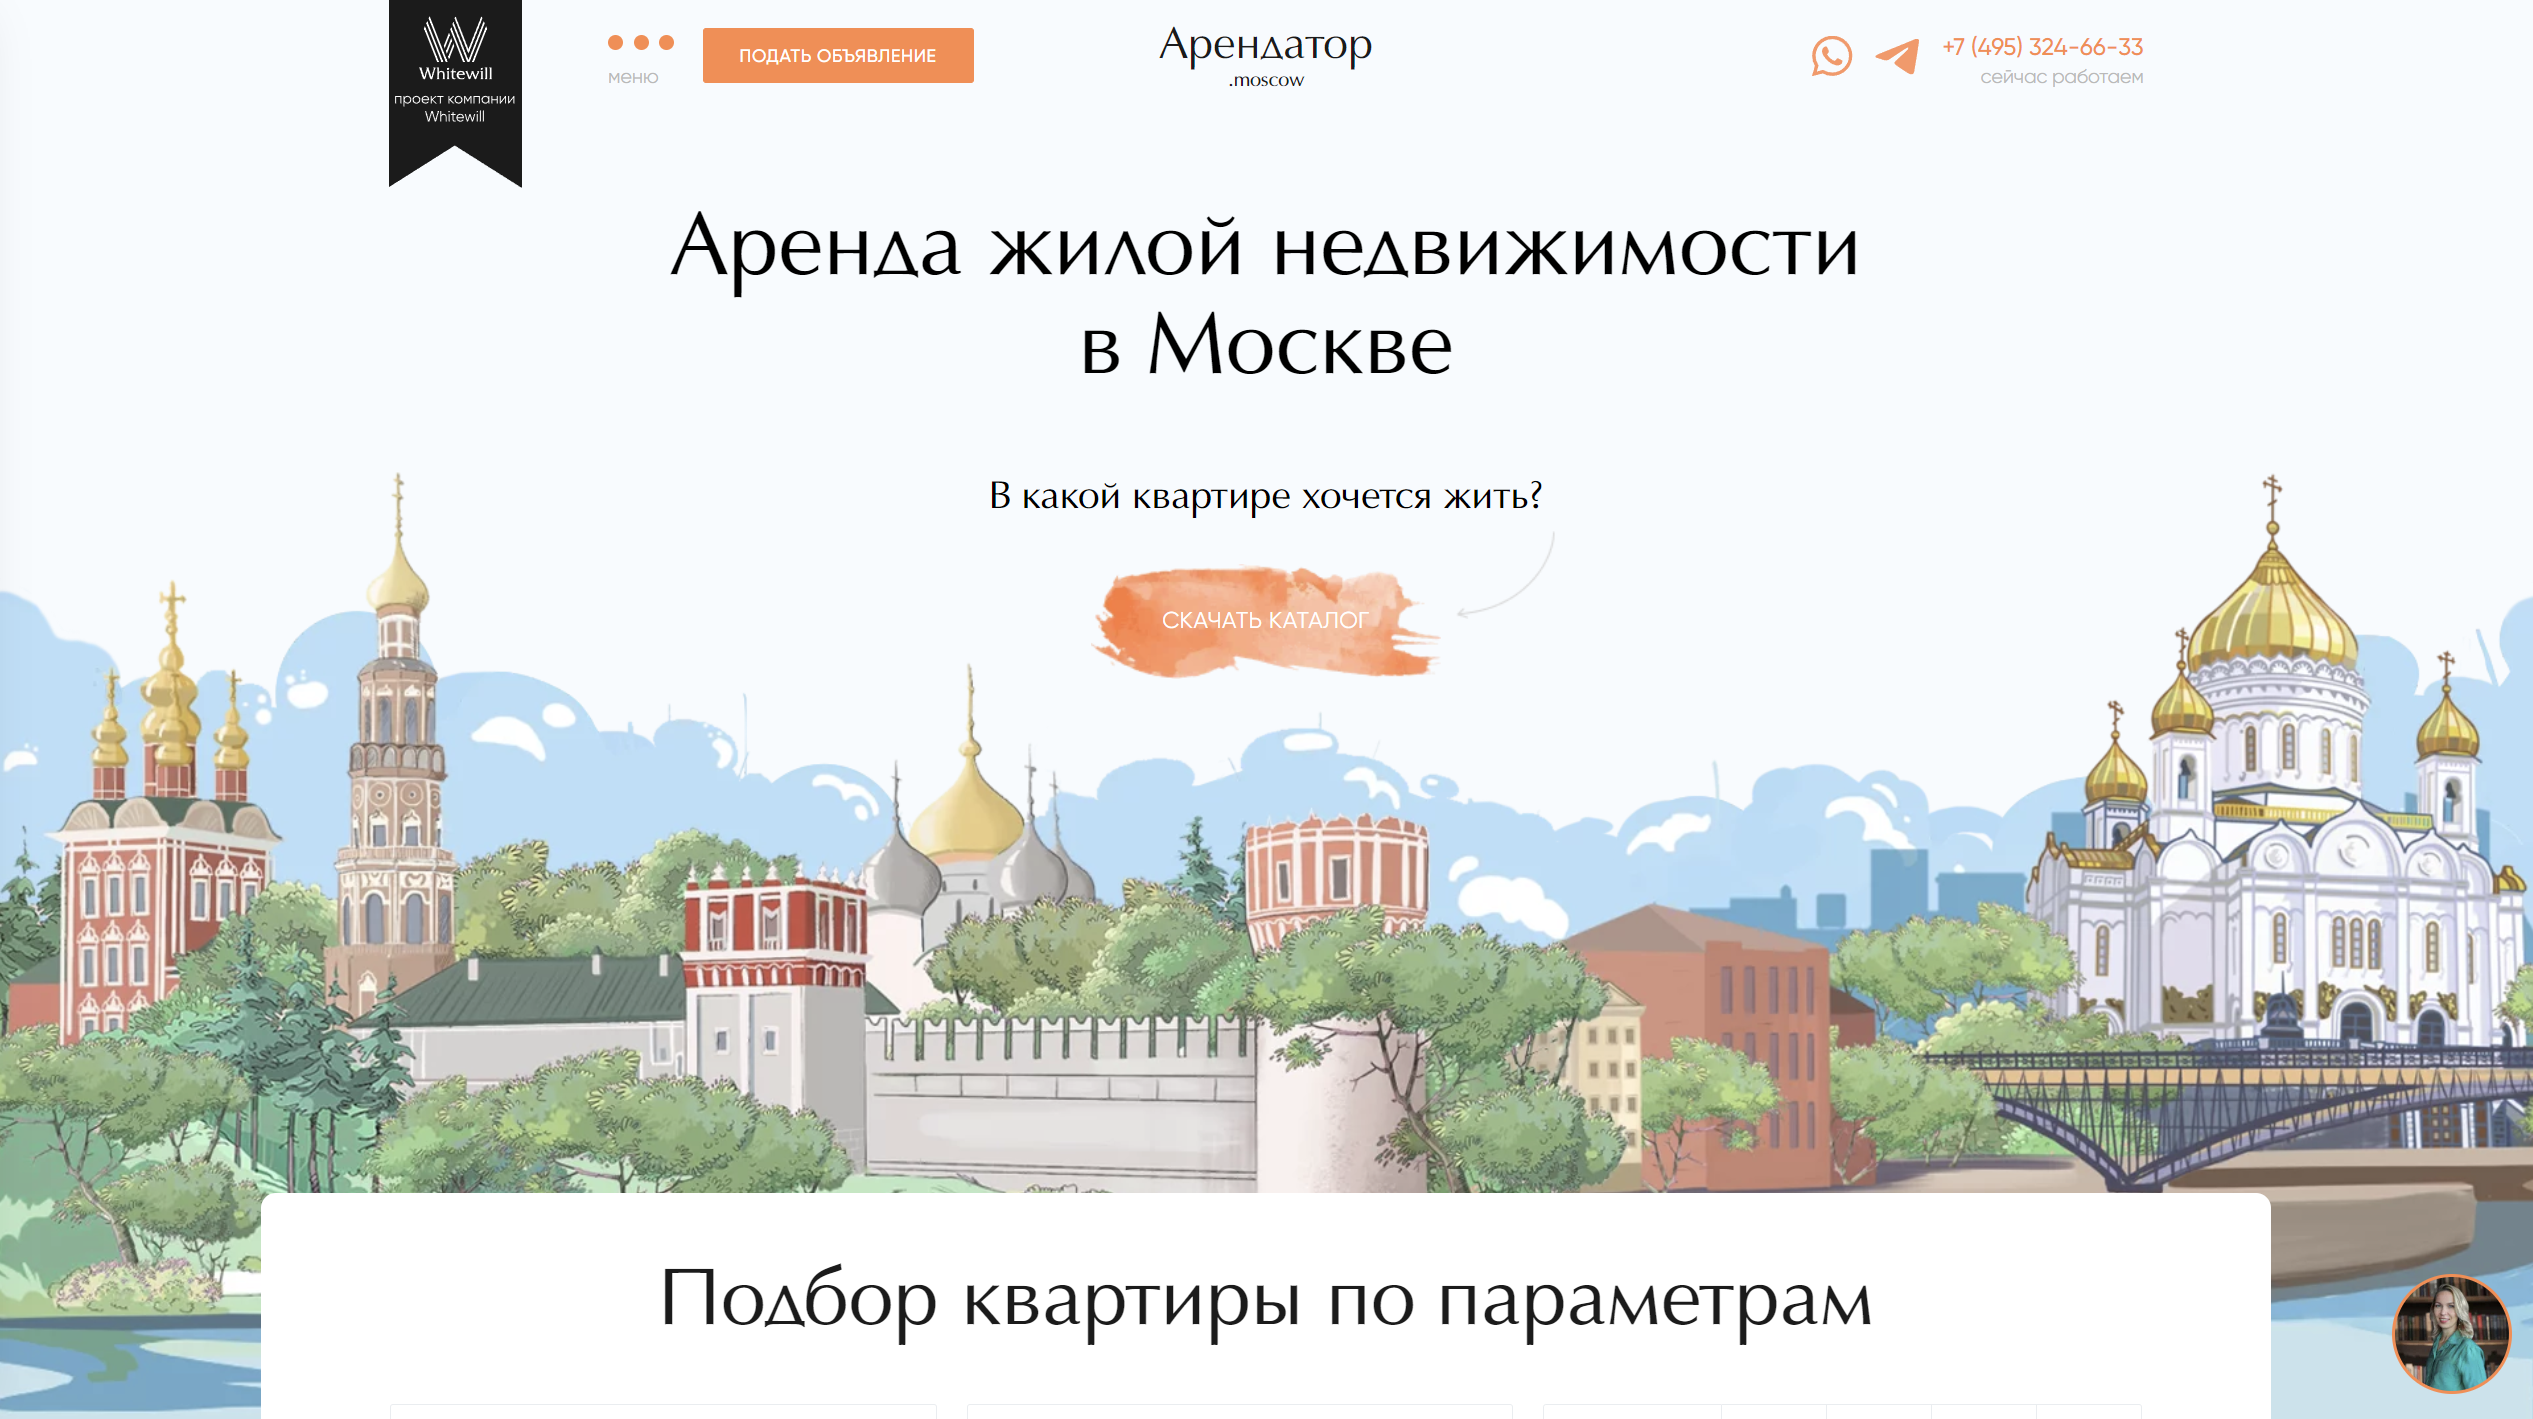 Whitewill
проект компании
Whitewill
меню
ПОДАТЬ ОБЪЯВЛЕНИЕ
Арендатор
.moscow
+7 (495) 324-66-33
сейчас работаем
Аренда жилой недвижимости
в Москве
В какой квартире хочется жить?
СКАЧАТЬ КАТАЛОГ
Подбор квартиры по параметрам